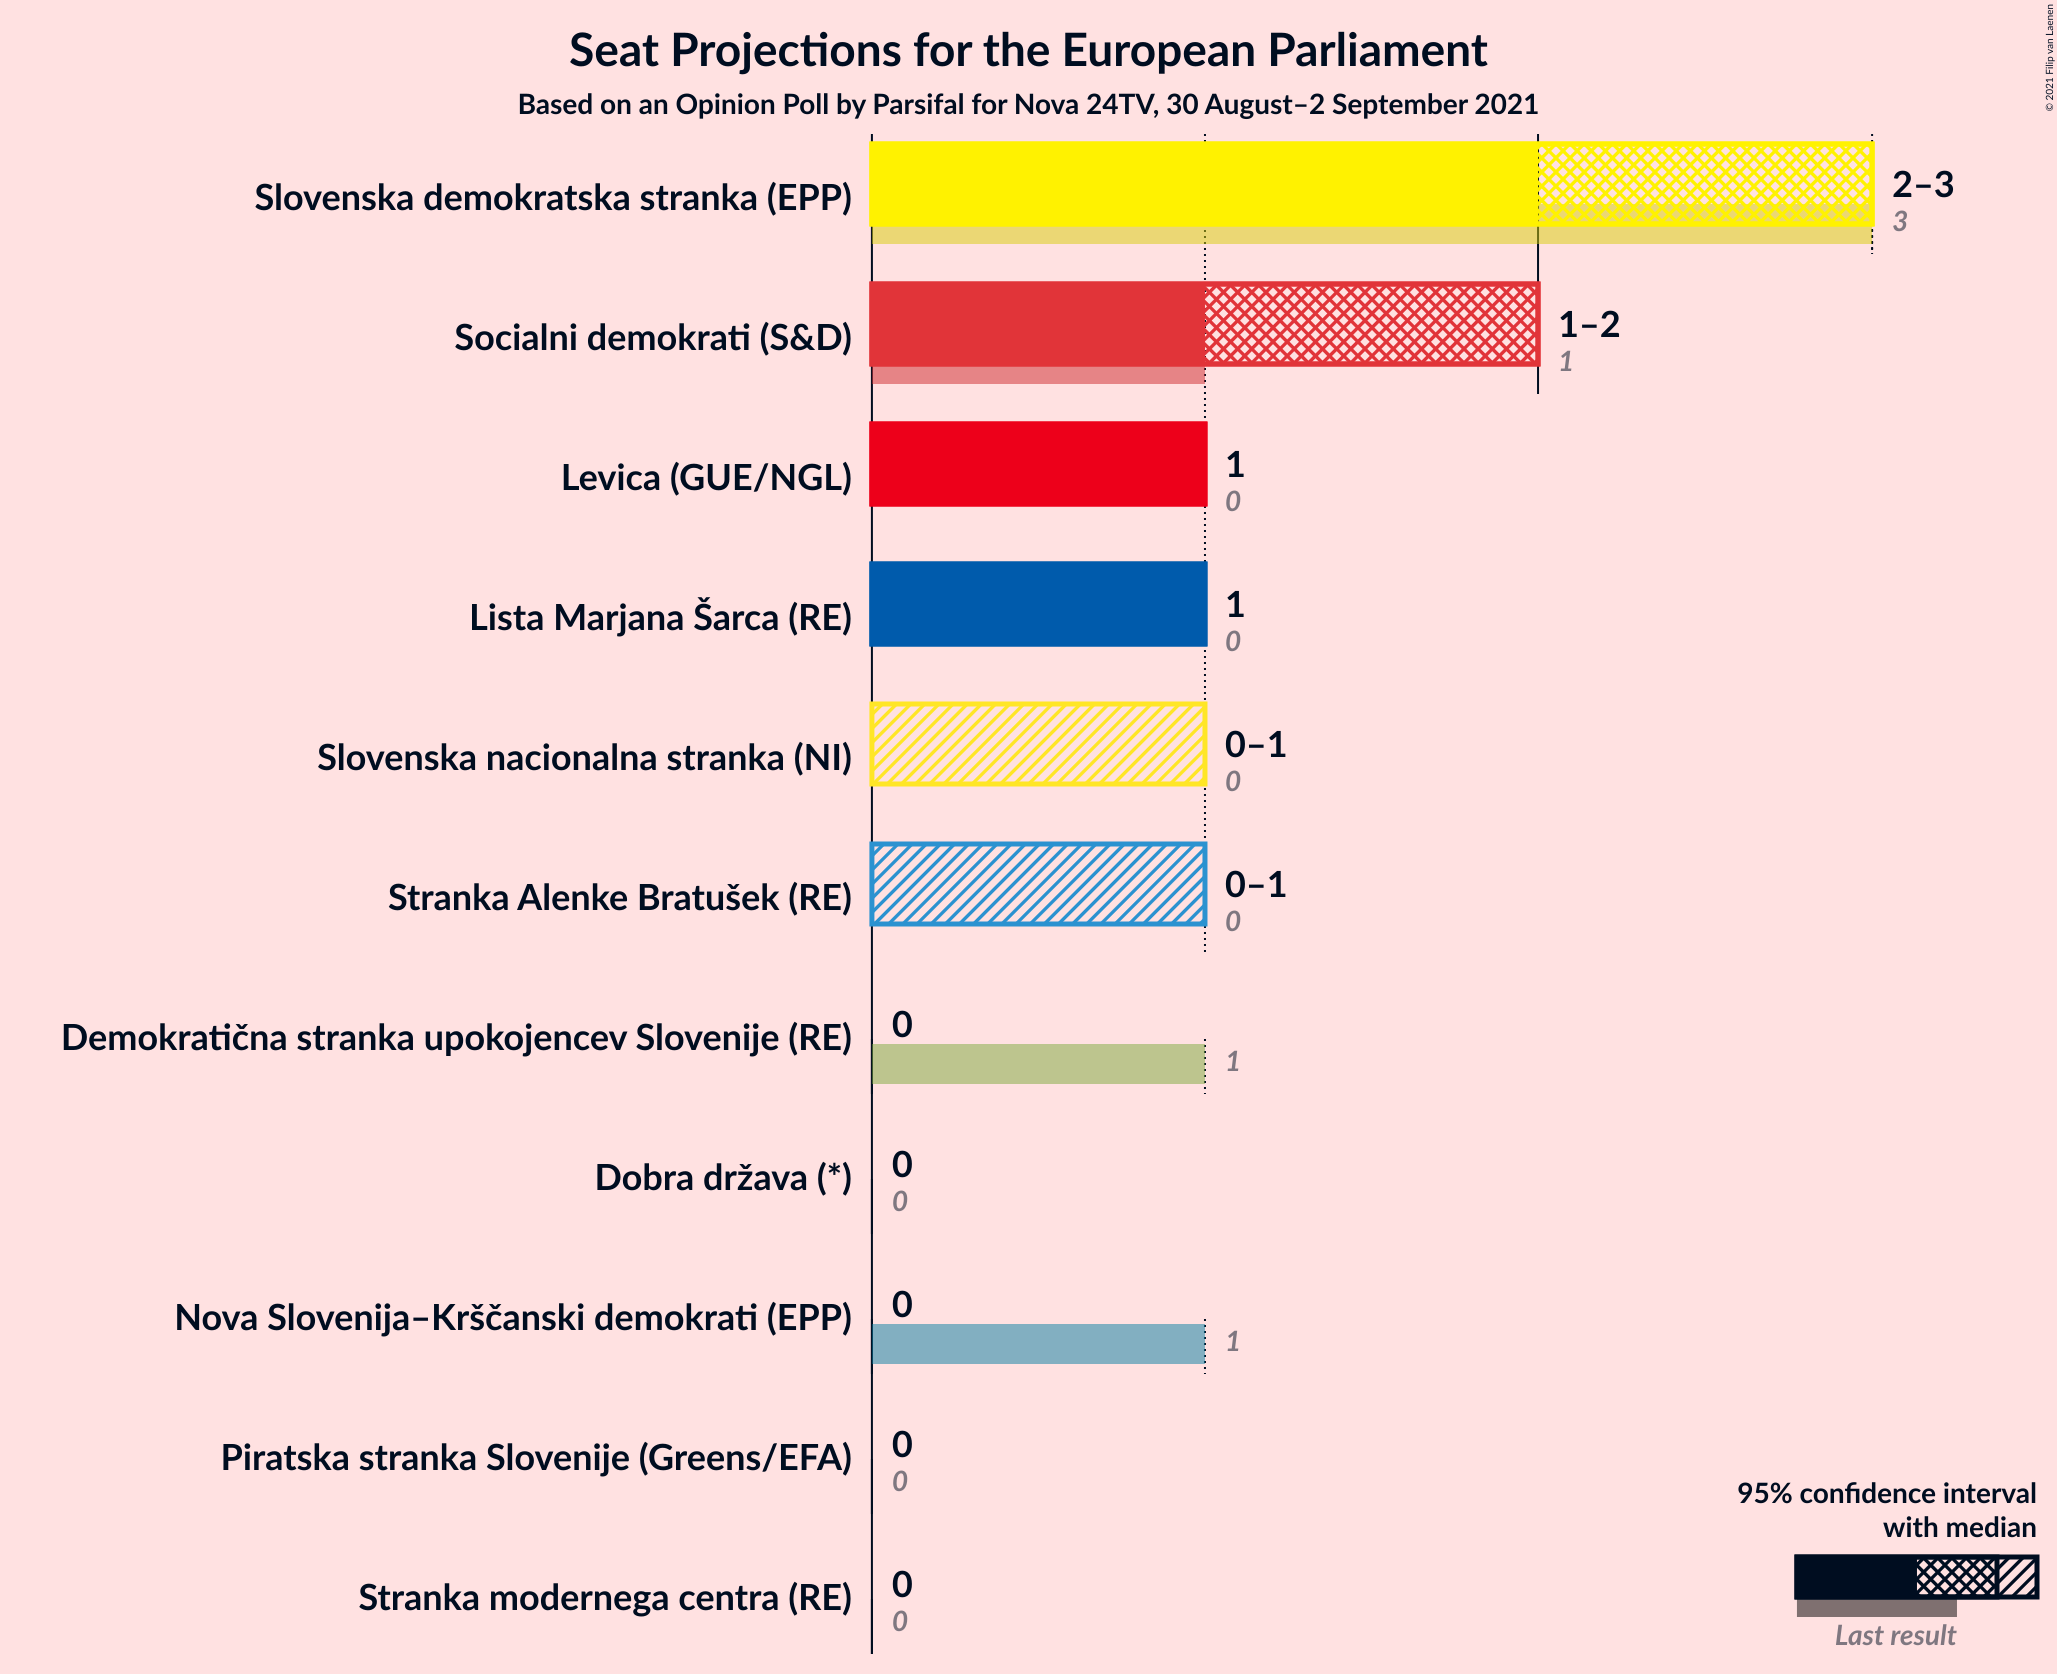 Seat Projections for the European Parliament
Based on an Opinion Poll by Parsifal for Nova 24TV, 30 August–2 September 2021
© 2021 Filip van Laenen
Slovenska demokratska stranka (EPP)
2–3
3
Socialni demokrati (S&D)
1–2
1
Levica (GUE/NGL)
1
0
Lista Marjana Šarca (RE)
1
0
Slovenska nacionalna stranka (NI)
0–1
0
Stranka Alenke Bratušek (RE)
0–1
0
Demokratična stranka upokojencev Slovenije (RE)
0
1
Dobra država (*)
0
0
Nova Slovenija–Krščanski demokrati (EPP)
0
1
Piratska stranka Slovenije (Greens/EFA)
0
0
Stranka modernega centra (RE)
0
0
95% confidence interval
with median
Last result